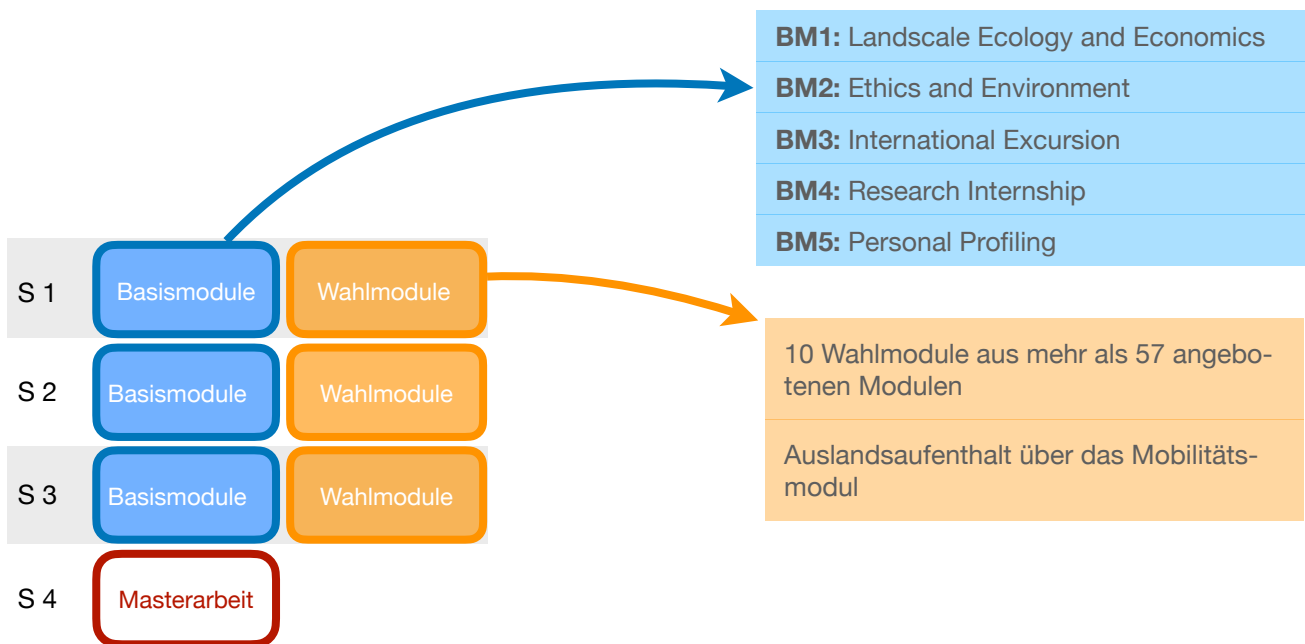 BM1: Landscale Ecology and Economics
BM2: Ethics and Environment
BM3: International Excursion
BM4: Research Internship
BM5: Personal Profiling
S 1
Basismodule
Wahlmodule
S 2
Basismodule
Wahlmodule
S 3
Basismodule
Wahlmodule
S 4
Masterarbeit
10 Wahlmodule aus mehr als 57 angebo-
tenen Modulen
Auslandsaufenthalt über das Mobilitäts-
modul